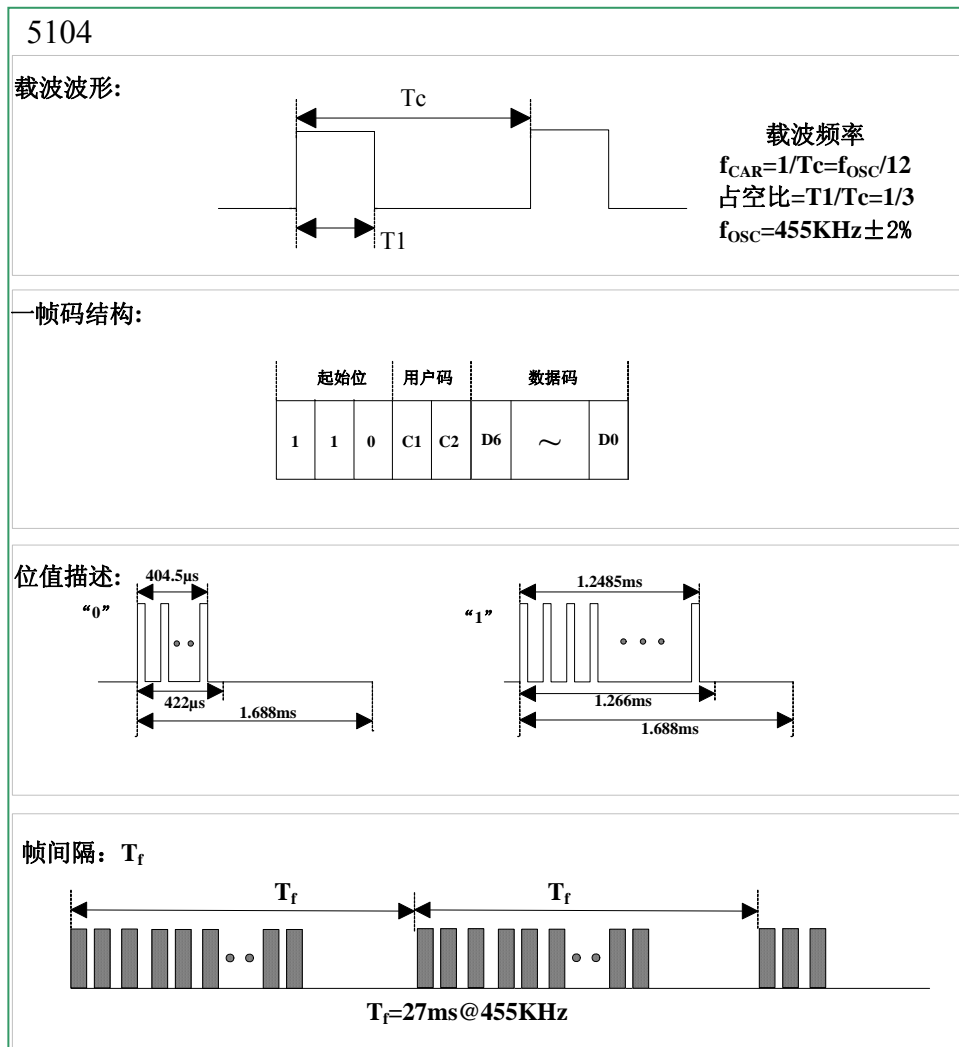 5104
载波波形:
Tc
T1
载波频率
fCAR=1/Tc=fOSC/12
占空比=T1/Tc=1/3
fOSC=455KHz±2%
一帧码结构:
起始位 用户码 数据码
1 1 0 C1 C2 D6 ~ D0
位值描述:
404.5μs
“0”
422μs
1.688ms
1.2485ms
“1”
1.266ms
1.688ms
帧间隔：Tf
Tf Tf
Tf=27ms@455KHz